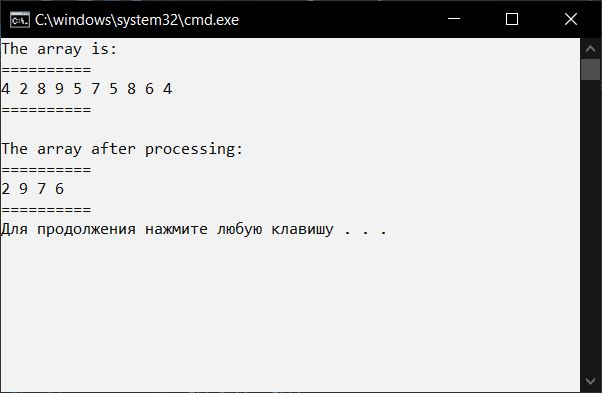 C:\windows\system32\cmd.exe
The array is:
==========
4 2 8 9 5 7 5 8 6 4
==========
The array after processing:
==========
2 9 7 6
==========
Для продолжения нажмите любую клавишу . . .